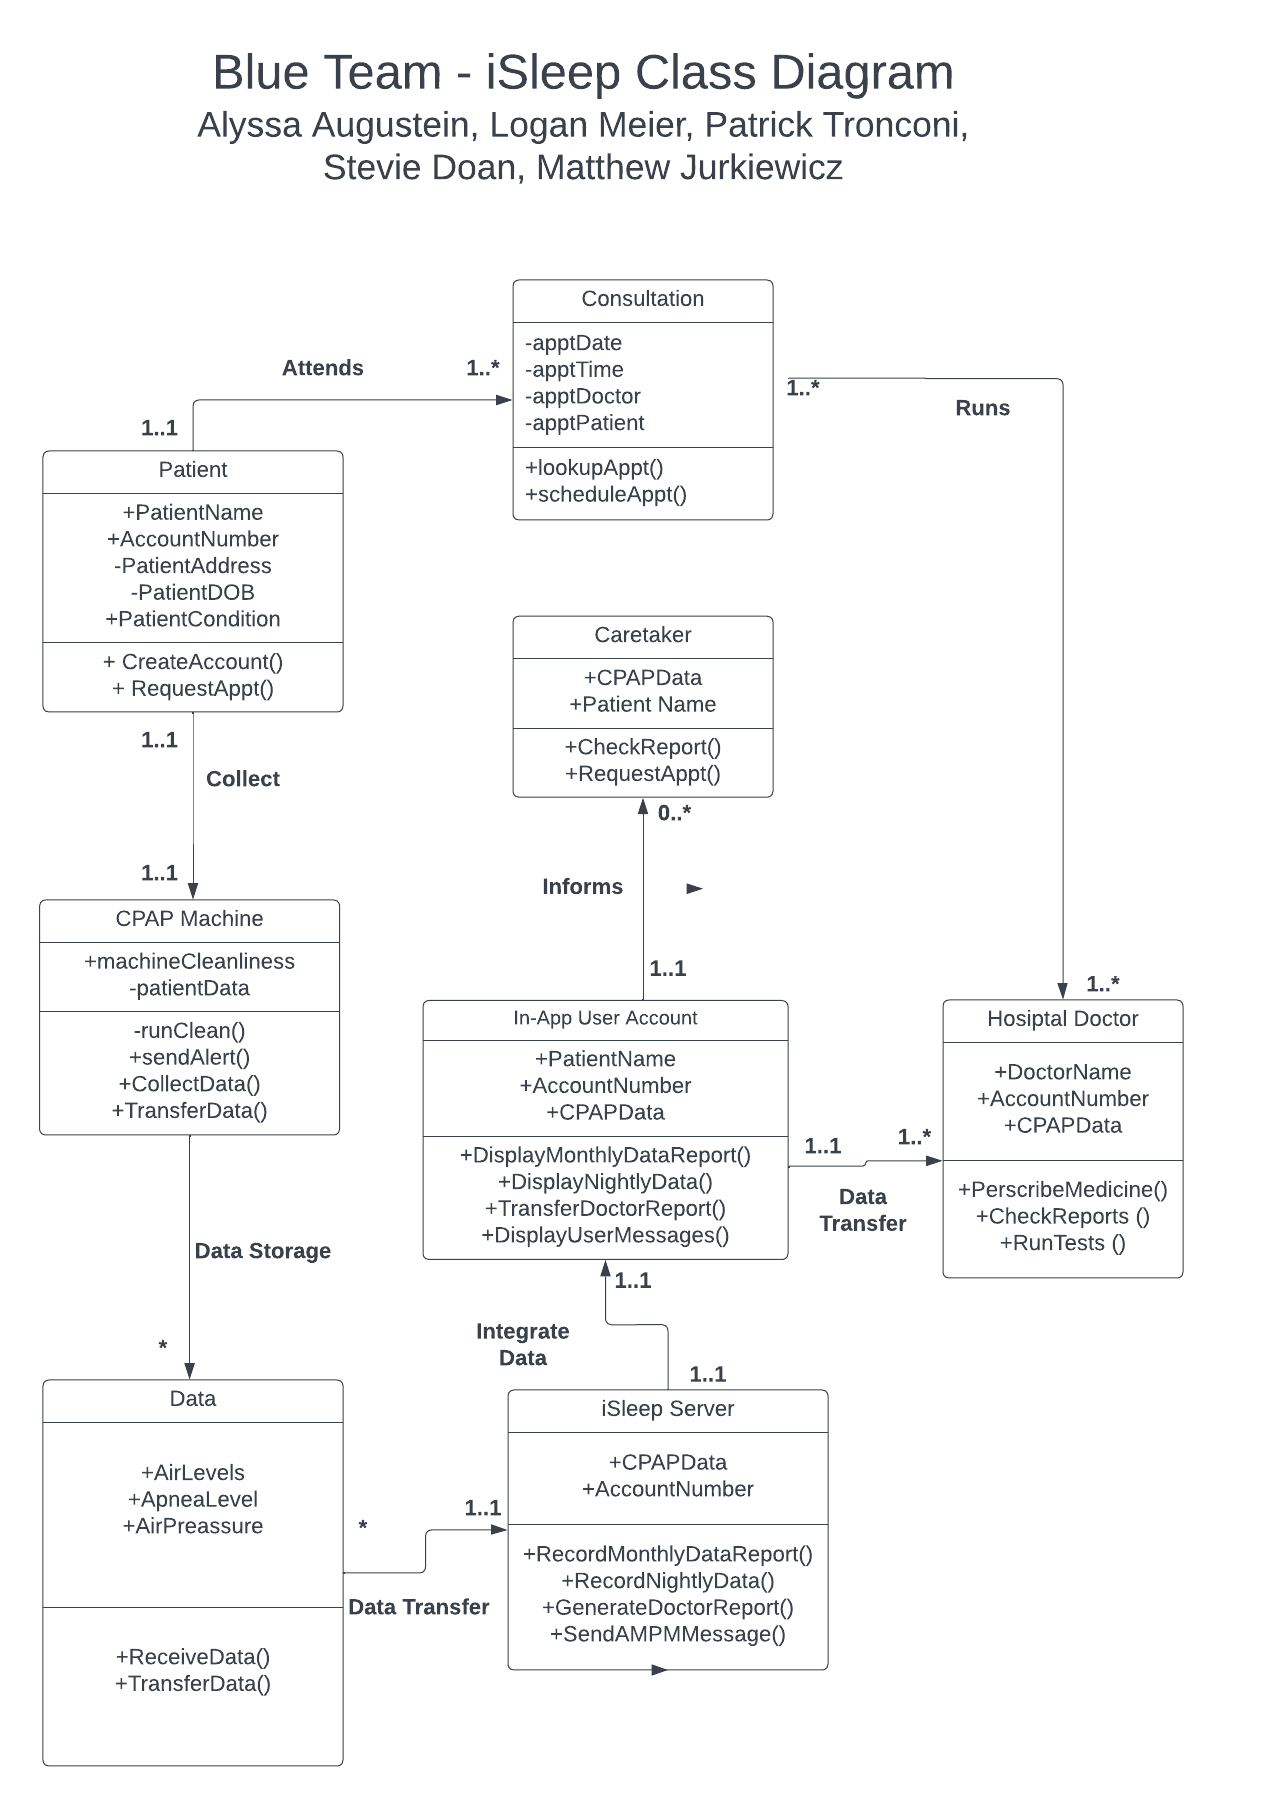 Blue Team - iSleep Class Diagram
Alyssa Augustein, Logan Meier, Patrick Tronconi,
Stevie Doan, Matthew Jurkiewicz
Consultation
-apptDate
-apptTime
-apptDoctor
-apptPatient
+lookupAppt()
+scheduleAppt()
Attends
1..*
1..1
1..*
Runs
Patient
+PatientName
+AccountNumber
-PatientAddress
-PatientDOB
+PatientCondition
+ CreateAccount()
+ RequestAppt()
Caretaker
+CPAPData
+Patient Name
+CheckReport()
+RequestAppt()
1..1
Collect
1..1
0..*
Informs
1..1
CPAP Machine
+machineCleanliness
-patientData
-runClean()
+sendAlert()
+CollectData()
+TransferData()
In-App User Account
+PatientName
+AccountNumber
+CPAPData
+DisplayMonthlyDataReport()
+DisplayNightlyData()
+TransferDoctorReport()
+DisplayUserMessages()
1..*
Hosiptal Doctor
+DoctorName
+AccountNumber
+CPAPData
+PerscribeMedicine()
+CheckReports ()
+RunTests ()
1..1
1..*
Data
Transfer
Data Storage
*
1..1
Integrate
Data
1..1
Data
+AirLevels
+ApneaLevel
+AirPreassure
+ReceiveData()
+TransferData()
*
1..1
Data Transfer
iSleep Server
+CPAPData
+AccountNumber
+RecordMonthlyDataReport()
+RecordNightlyData()
+GenerateDoctorReport()
+SendAMPMMessage()